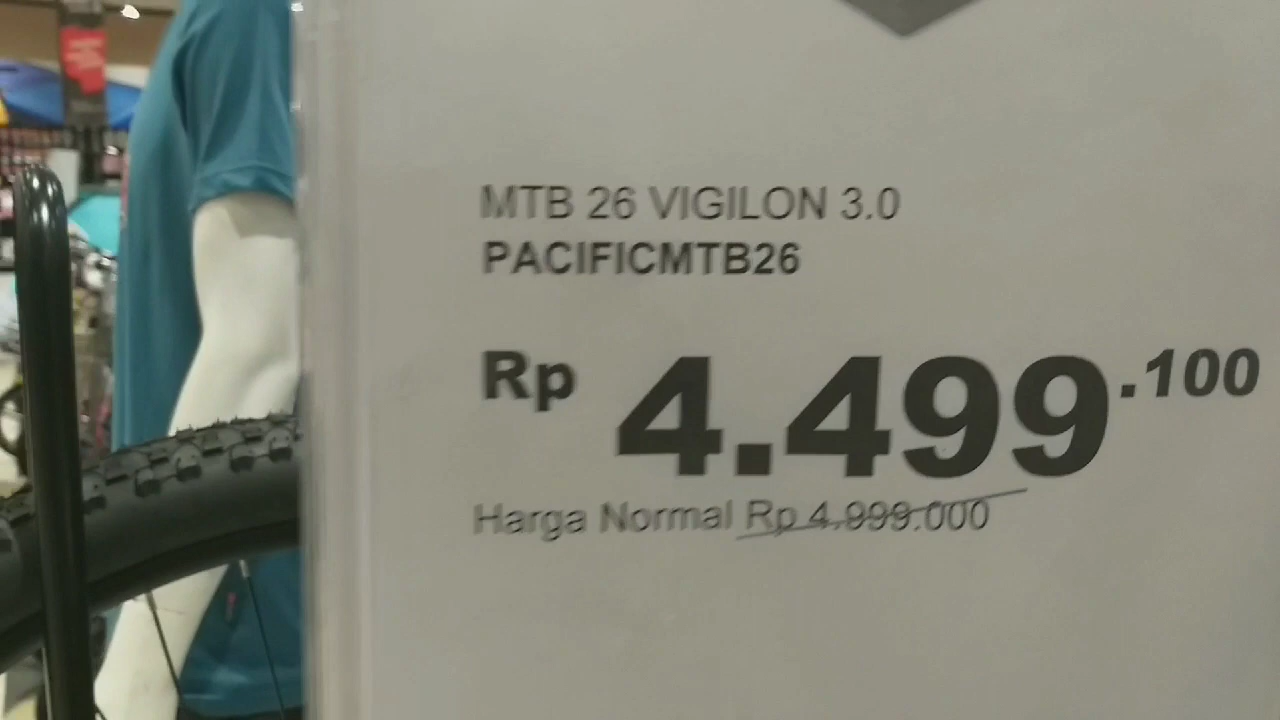 MTB 26 VIGILON 3.0
PACIFICMTB26
Rp 4.499.100
Harga Normal Rp 4.999.000